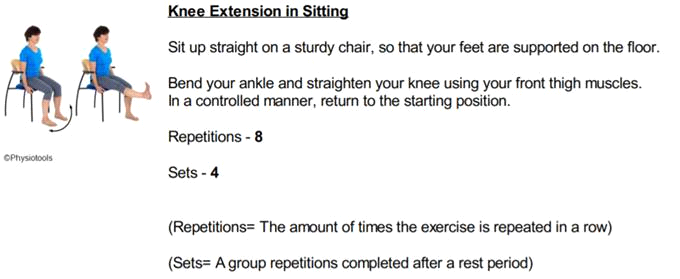 Knee Extension in Sitting
Sit up straight on a sturdy chair, so that your feet are supported on the floor.
Bend your ankle and straighten your knee using your front thigh muscles.
In a controlled manner, return to the starting position.
Repetitions - 8
©Physiotools
Sets - 4
(Repetitions= The amount of times the exercise is repeated in a row)
(Sets= A group repetitions completed after a rest period)